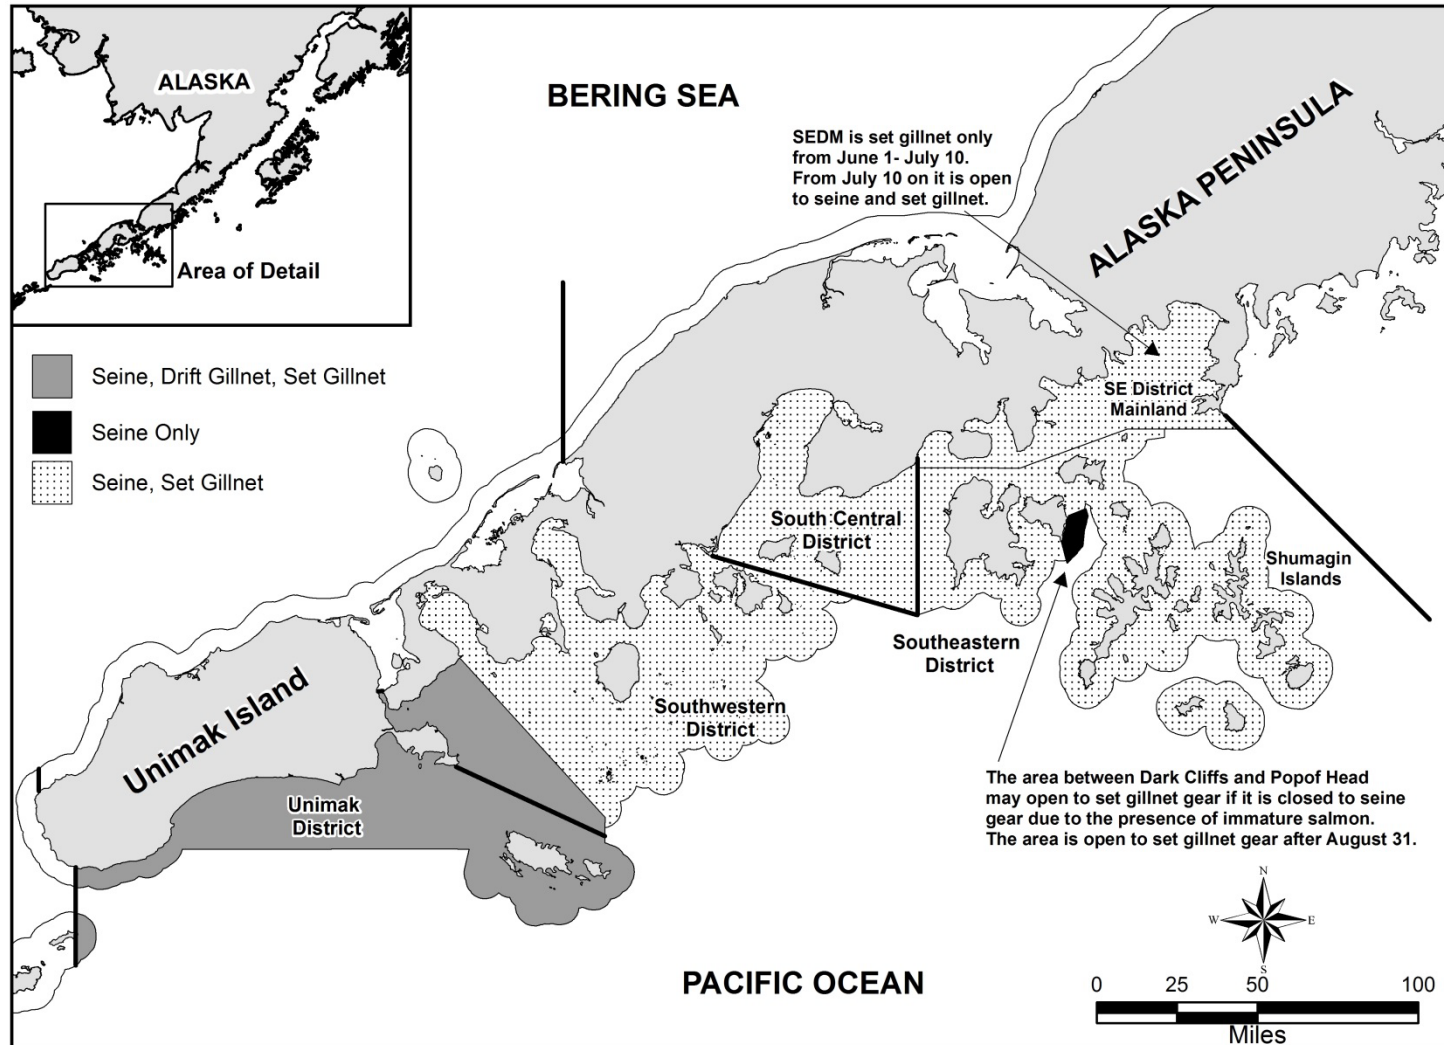 ALASKA
Area of Detail
BERING SEA
SEDM is set gillnet only
from June 1- July 10.
From July 10 on it is open
to seine and set gillnet.
ALASKA PENINSULA
Seine, Drift Gillnet, Set Gillnet
Seine Only
Seine, Set Gillnet
SE District
Mainland
South Central
District
Shumagin
Islands
Southeastern
District
Southwestern
District
Unimak Island
Unimak
District
The area between Dark Cliffs and Popof Head
may open to set gillnet gear if it is closed to seine
gear due to the presence of immature salmon.
The area is open to set gillnet gear after August 31.
N
W
E
S
PACIFIC OCEAN
0 25 50 100
Miles